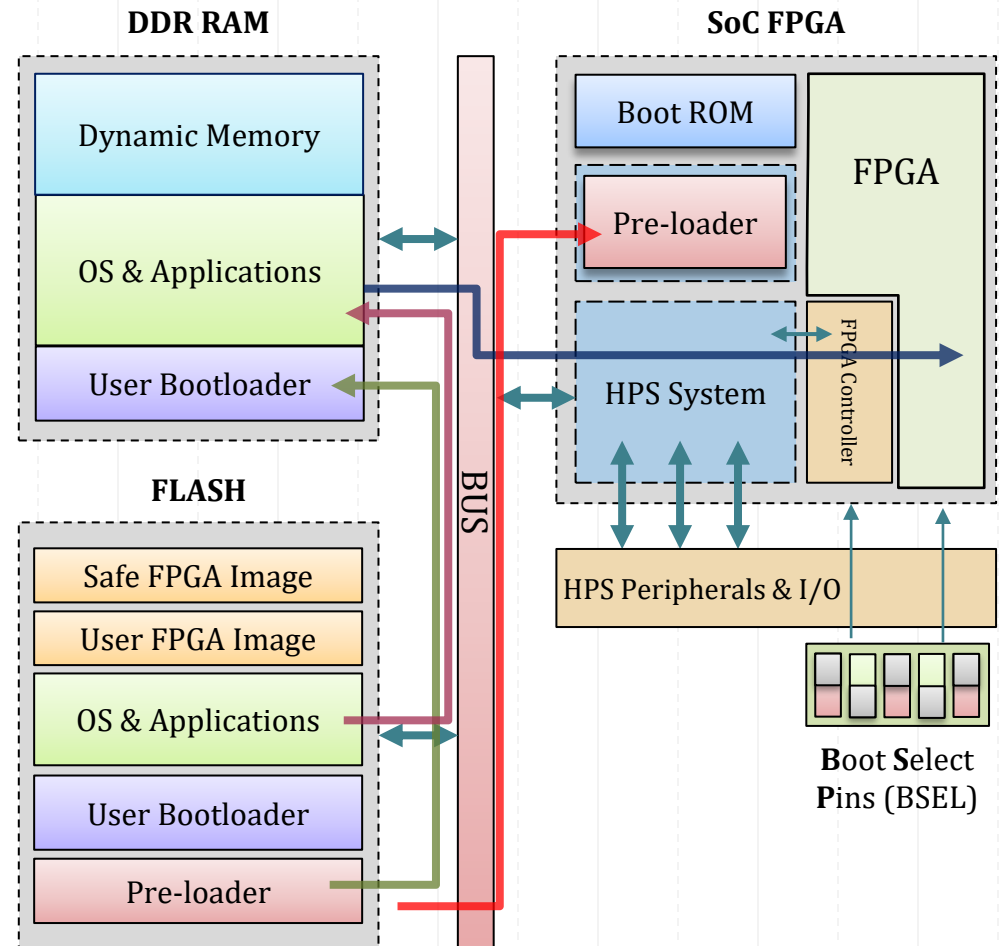 DDR RAM
Dynamic Memory
OS & Applications
User Bootloader
FLASH
Safe FPGA Image
User FPGA Image
OS & Applications
User Bootloader
Pre-loader
BUS
SoC FPGA
Boot ROM
Pre-loader
FPGA
HPS System
FPGA Controller
HPS Peripherals & I/O
Boot Select
Pins (BSEL)